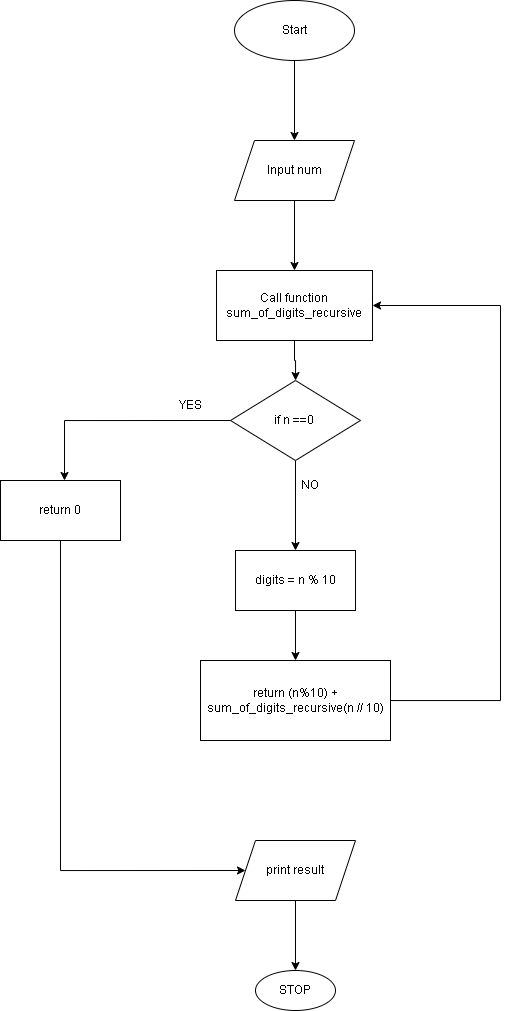 Start
Input num
Call function
sum_of_digits_recursive
YES
if n ==0
NO
return 0
digits = n % 10
return (n%10) +
sum_of_digits_recursive(n // 10)
print result
STOP